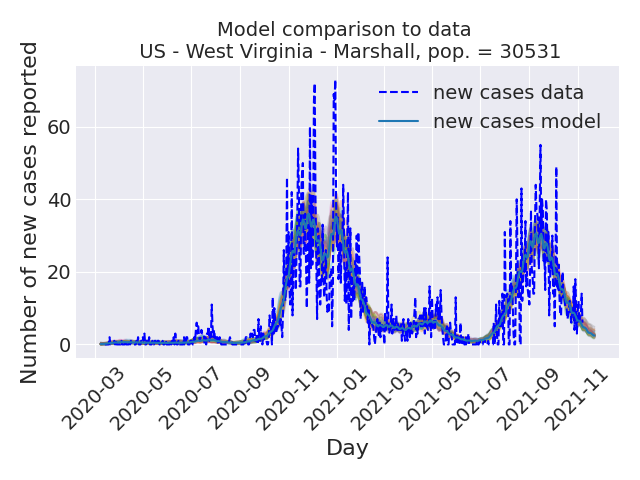 Model comparison to data
US - West Virginia - Marshall, pop. = 30531
Number of new cases reported
60
40
20
0
new cases data
new cases model
2020-03
2020-05
2020-07
2020-09
2020-11
2021-01
2021-03
2021-05
2021-07
2021-09
2021-11
Day